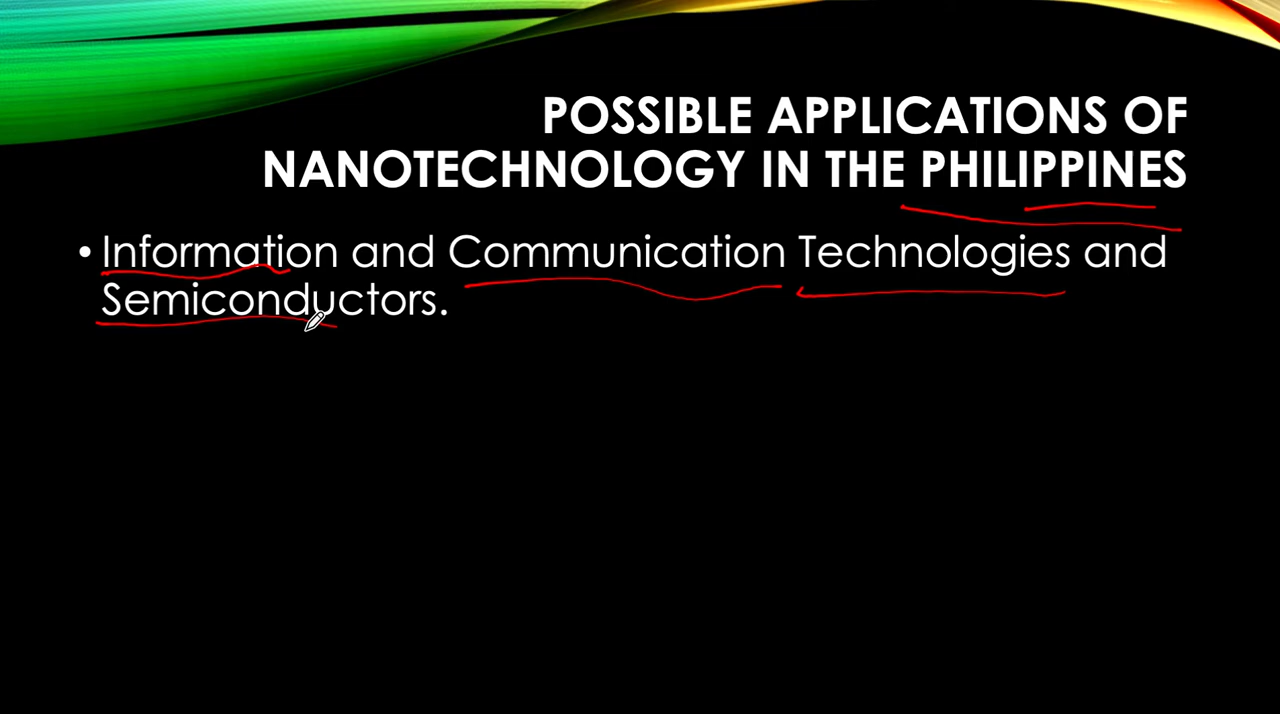 POSSIBLE APPLICATIONS OF
NANOTECHNOLOGY IN THE PHILIPPINES
• Information and Communication Technologies and
Semiconductors.